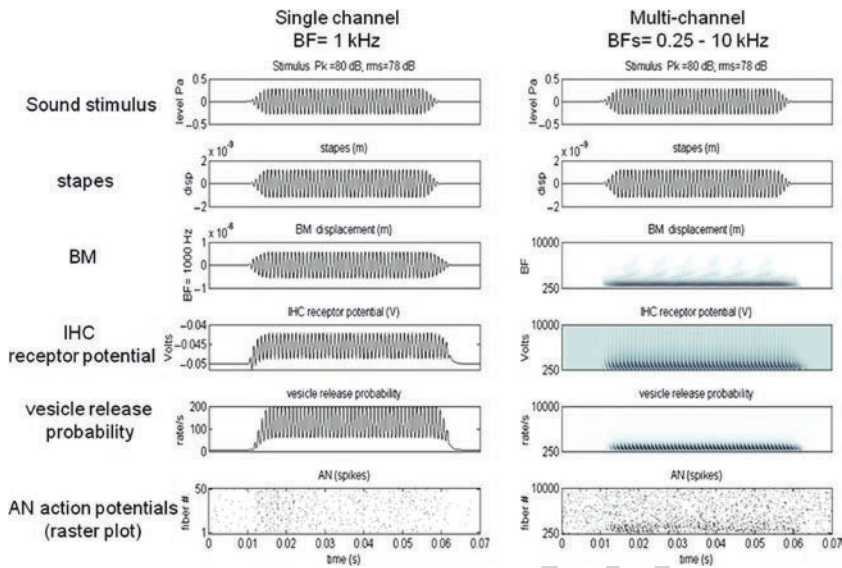 Single channel
BF= 1 kHz
Multi-channel
BFs= 0.25 - 10 kHz
Sound stimulus
Stimulus Pk =80 dB, rms=78 dB
level Pa
0.5
0
-0.5
Stimulus Pk =80 dB, rms=78 dB
level Pa
0.5
0
-0.5
stapes
x 10⁻⁹
stapes (m)
disp
2
0
-2
x 10⁻⁹
stapes (m)
disp
2
0
-2
BM
x 10⁻⁶
BM displacement (m)
BF = 1000 Hz
1
0
-1
BM displacement (m)
BF
10000
250
IHC
receptor potential
IHC receptor potential (V)
Volts
-0.04
-0.045
-0.05
IHC receptor potential (V)
Volts
10000
250
vesicle release
probability
vesicle release probability
rate/s
200
100
0
vesicle release probability
rate/s
10000
250
AN action potentials
(raster plot)
AN (spikes)
fiber #
50
1
0 0.01 0.02 0.03 0.04 0.05 0.06 0.07
time (s)
AN (spikes)
fiber #
10000
250
0 0.01 0.02 0.03 0.04 0.05 0.06 0.07
time (s)